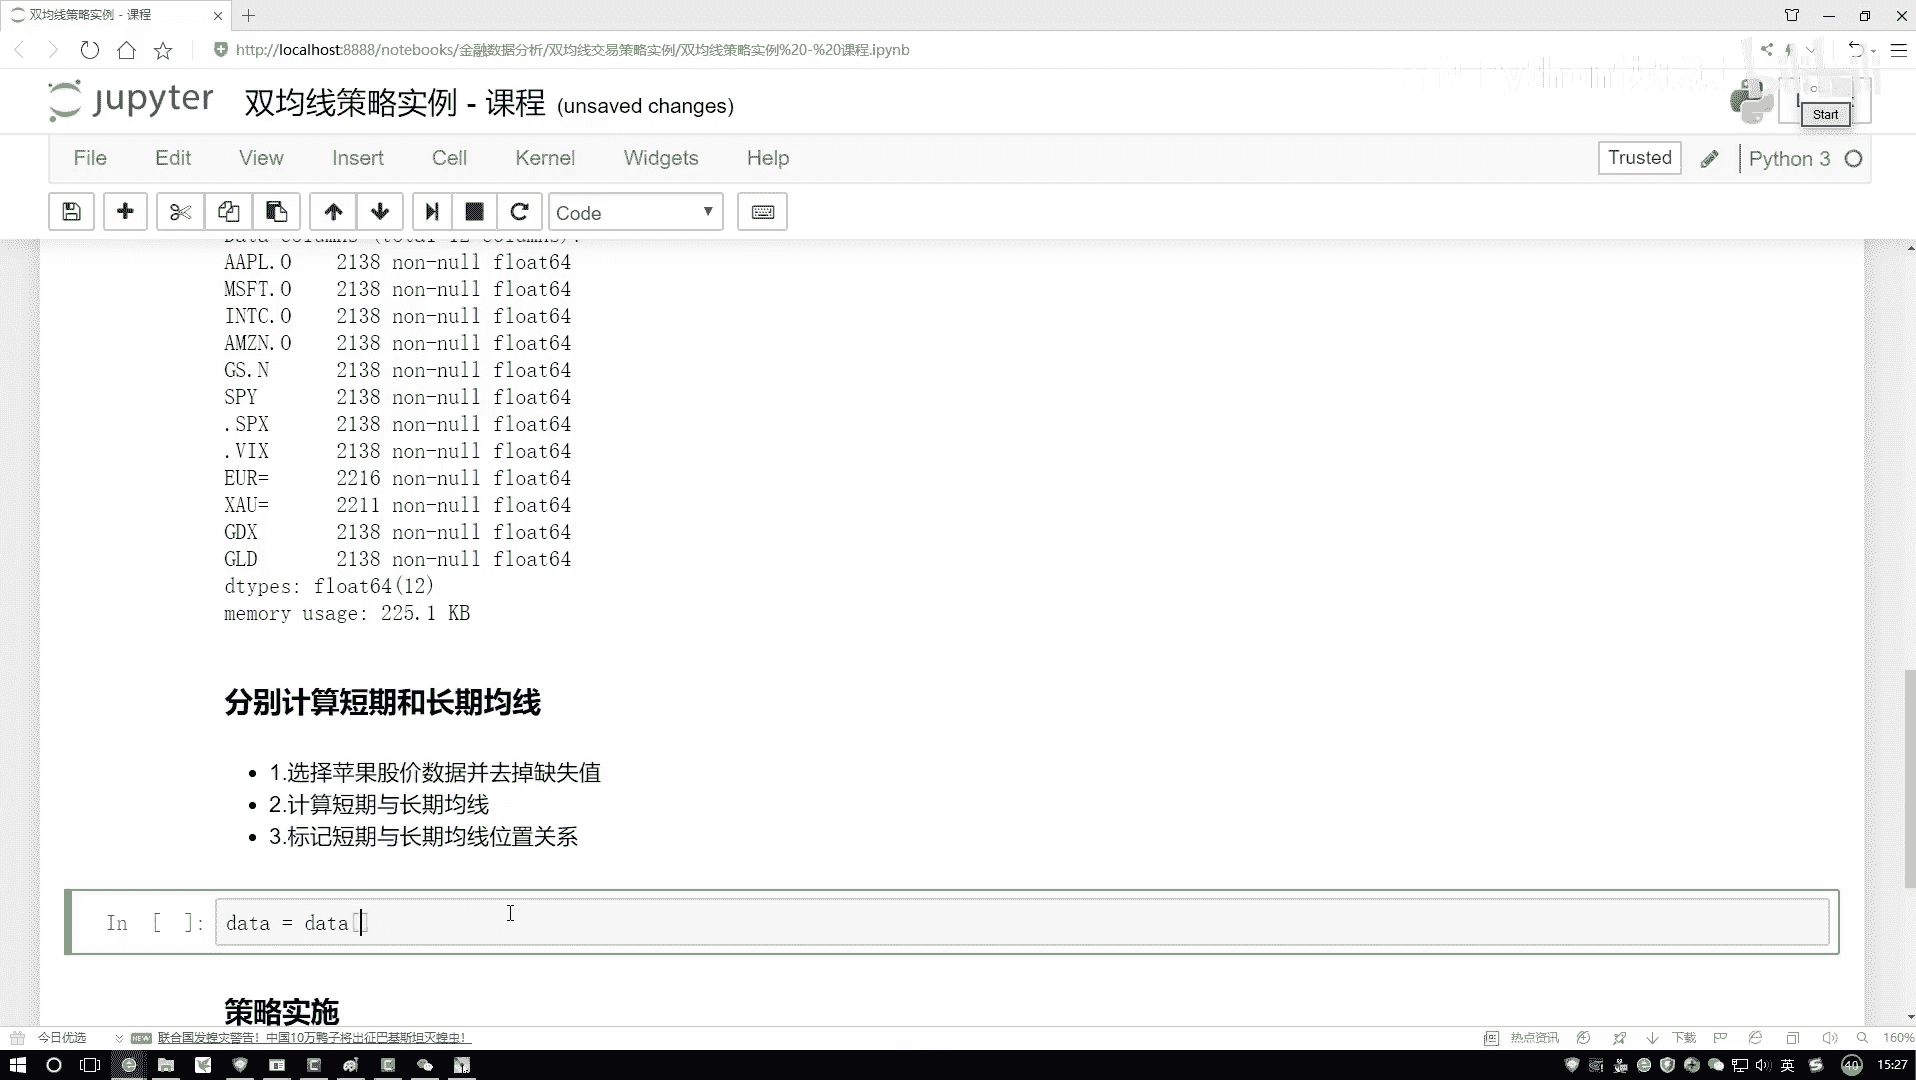 双均线策略实例 - 课程
http://localhost:8888/notebooks/金融数据分析/双均线交易策略实例/双均线策略实例%20-%20课程.ipynb
jupyter 双均线策略实例 - 课程 (unsaved changes)
Start
File Edit View Insert Cell Kernel Widgets Help
Trusted Python 3
Code
Data columns (total 12 columns):
AAPL.O 2138 non-null float64
MSFT.O 2138 non-null float64
INTC.O 2138 non-null float64
AMZN.O 2138 non-null float64
GS.N 2138 non-null float64
SPY 2138 non-null float64
.SPX 2138 non-null float64
.VIX 2138 non-null float64
EUR= 2216 non-null float64
XAU= 2211 non-null float64
GDX 2138 non-null float64
GLD 2138 non-null float64
dtypes: float64(12)
memory usage: 225.1 KB
分别计算短期和长期均线
1.选择苹果股价数据并去掉缺失值
2.计算短期与长期均线
3.标记短期与长期均线位置关系
In [ ]: data = data[]
策略实施
今日优选 NEW 联合国发蝗灾警告！中国10万鸭子将出征巴基斯坦灭蝗虫！ 热点资讯 下载 160%
英 40 15:27